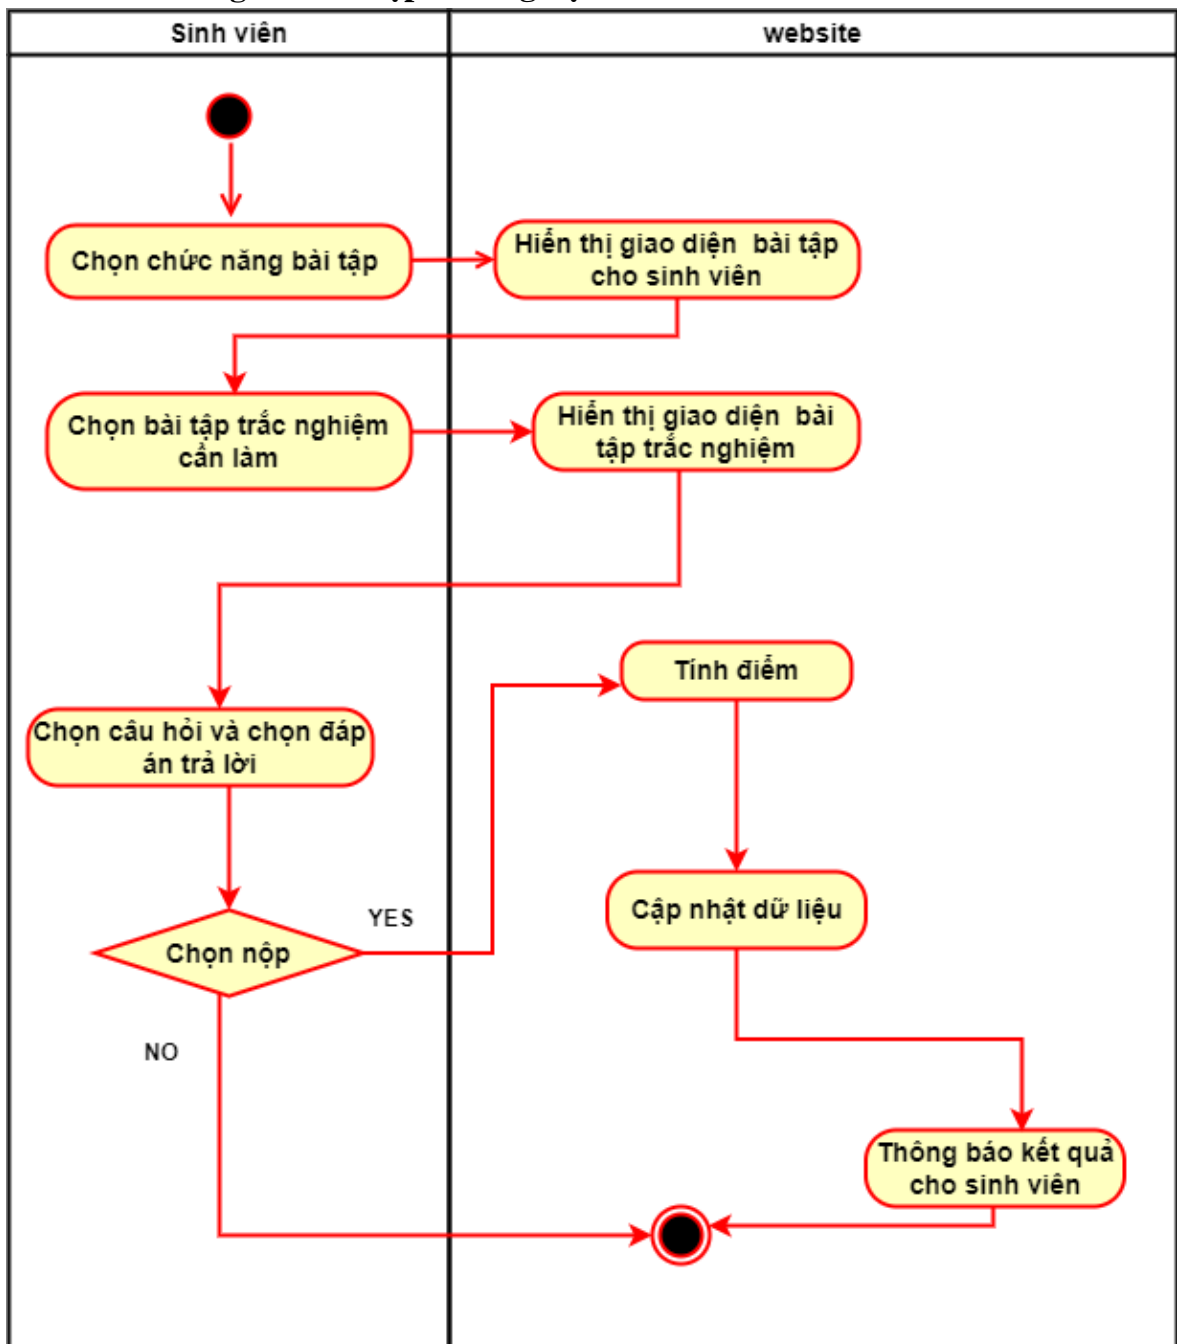 Sinh viên
website
Chọn chức năng bài tập
Hiển thị giao diện bài tập
cho sinh viên
Chọn bài tập trắc nghiệm
cần làm
Hiển thị giao diện bài
tập trắc nghiệm
Tính điểm
Chọn câu hỏi và chọn đáp
án trả lời
Cập nhật dữ liệu
YES
Chọn nộp
NO
Thông báo kết quả
cho sinh viên